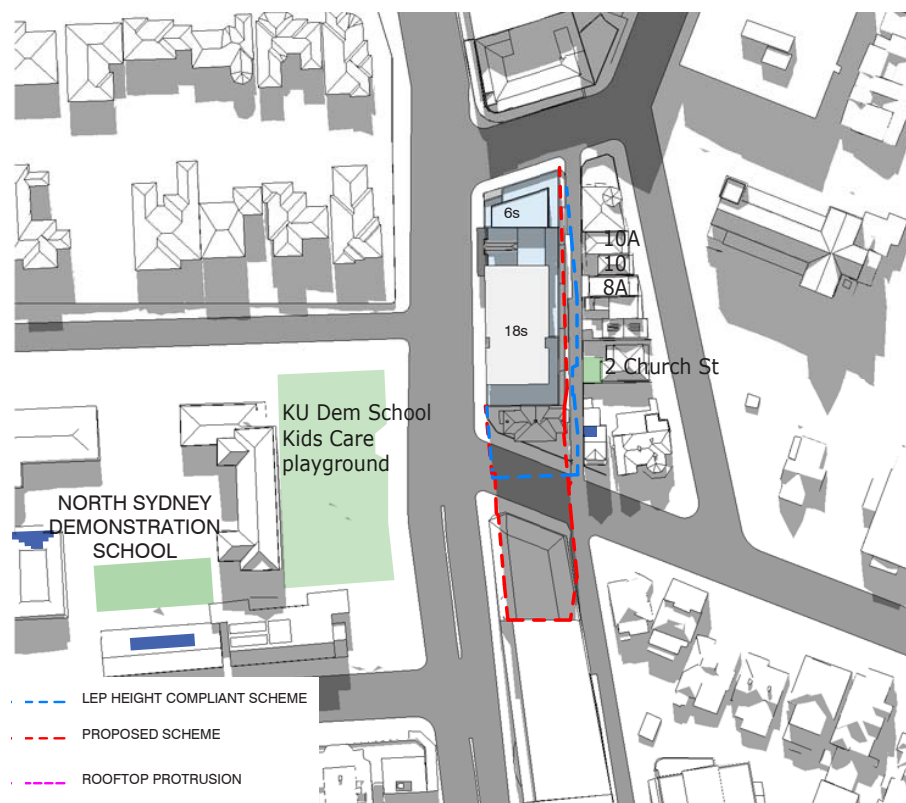 6s
10A
10
8A
18s
2 Church St
KU Dem School
Kids Care
playground
NORTH SYDNEY
DEMONSTRATION
SCHOOL
LEP HEIGHT COMPLIANT SCHEME
PROPOSED SCHEME
ROOFTOP PROTRUSION